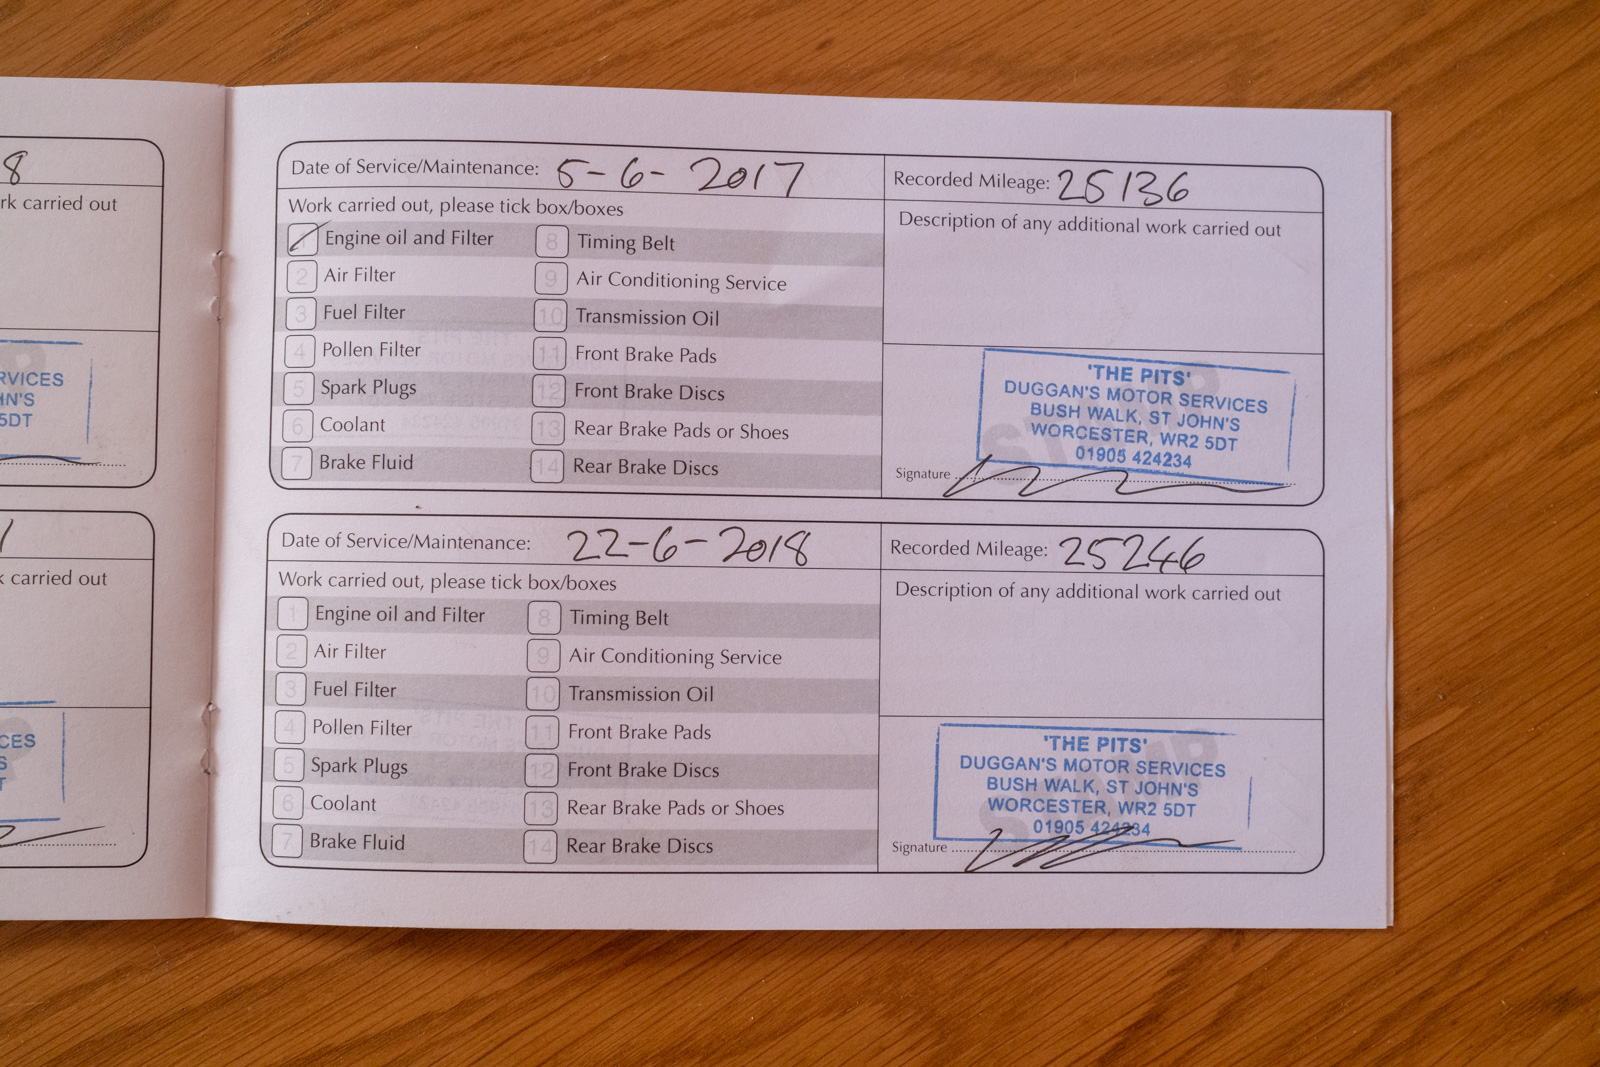 8
rk carried out
RVICES
HN'S
5DT
carried out
CES
S
T
Date of Service/Maintenance: 5-6-2017
Recorded Mileage: 25136
Work carried out, please tick box/boxes
Description of any additional work carried out
1 Engine oil and Filter
8 Timing Belt
2 Air Filter
9 Air Conditioning Service
3 Fuel Filter
10 Transmission Oil
4 Pollen Filter
11 Front Brake Pads
5 Spark Plugs
12 Front Brake Discs
6 Coolant
13 Rear Brake Pads or Shoes
7 Brake Fluid
14 Rear Brake Discs
STAMP
'THE PITS'
DUGGAN'S MOTOR SERVICES
BUSH WALK, ST JOHN'S
WORCESTER, WR2 5DT
01905 424234
Signature
Date of Service/Maintenance: 22-6-2018
Recorded Mileage: 25246
Work carried out, please tick box/boxes
Description of any additional work carried out
1 Engine oil and Filter
8 Timing Belt
2 Air Filter
9 Air Conditioning Service
3 Fuel Filter
10 Transmission Oil
4 Pollen Filter
11 Front Brake Pads
5 Spark Plugs
12 Front Brake Discs
6 Coolant
13 Rear Brake Pads or Shoes
7 Brake Fluid
14 Rear Brake Discs
STAMP
'THE PITS'
DUGGAN'S MOTOR SERVICES
BUSH WALK, ST JOHN'S
WORCESTER, WR2 5DT
01905 424234
Signature